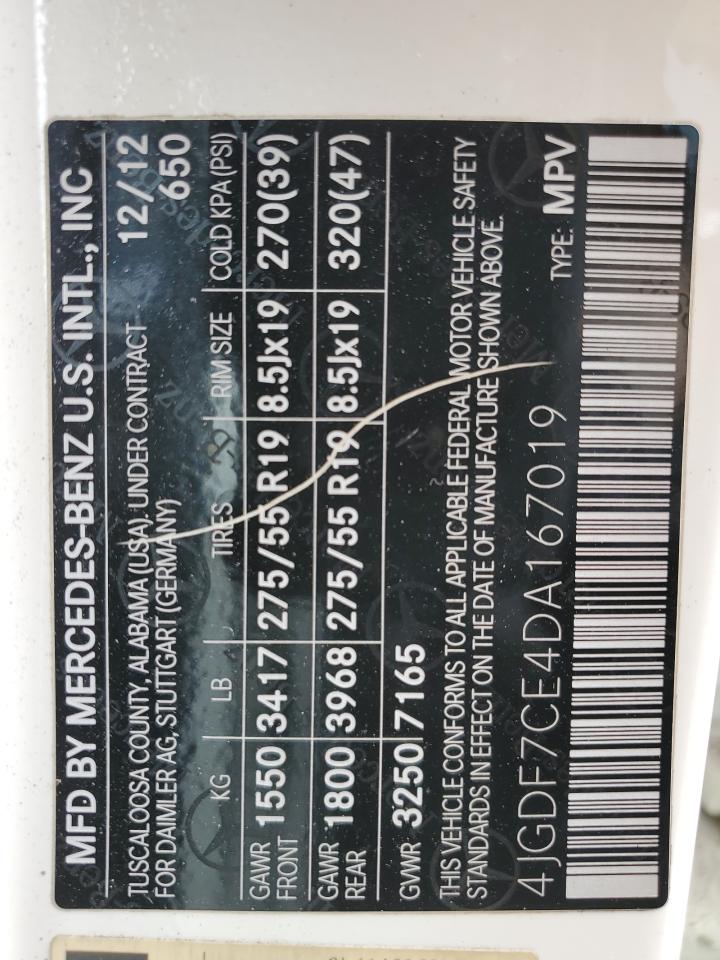 MFD BY MERCEDES-BENZ U.S. INTL., INC
TUSCALOOSA COUNTY, ALABAMA (USA) UNDER CONTRACT 12/12
FOR DAIMLER AG, STUTTGART (GERMANY) 650
KG LB TIRES RIM SIZE COLD KPA (PSI)
GAWR FRONT 1550 3417 275/55 R19 8.5Jx19 270(39)
GAWR REAR 1800 3968 275/55 R19 8.5Jx19 320(47)
GVWR 3250 7165
THIS VEHICLE CONFORMS TO ALL APPLICABLE FEDERAL MOTOR VEHICLE SAFETY
STANDARDS IN EFFECT ON THE DATE OF MANUFACTURE SHOWN ABOVE.
4JGDF7CE4DA167019 TYPE: MPV